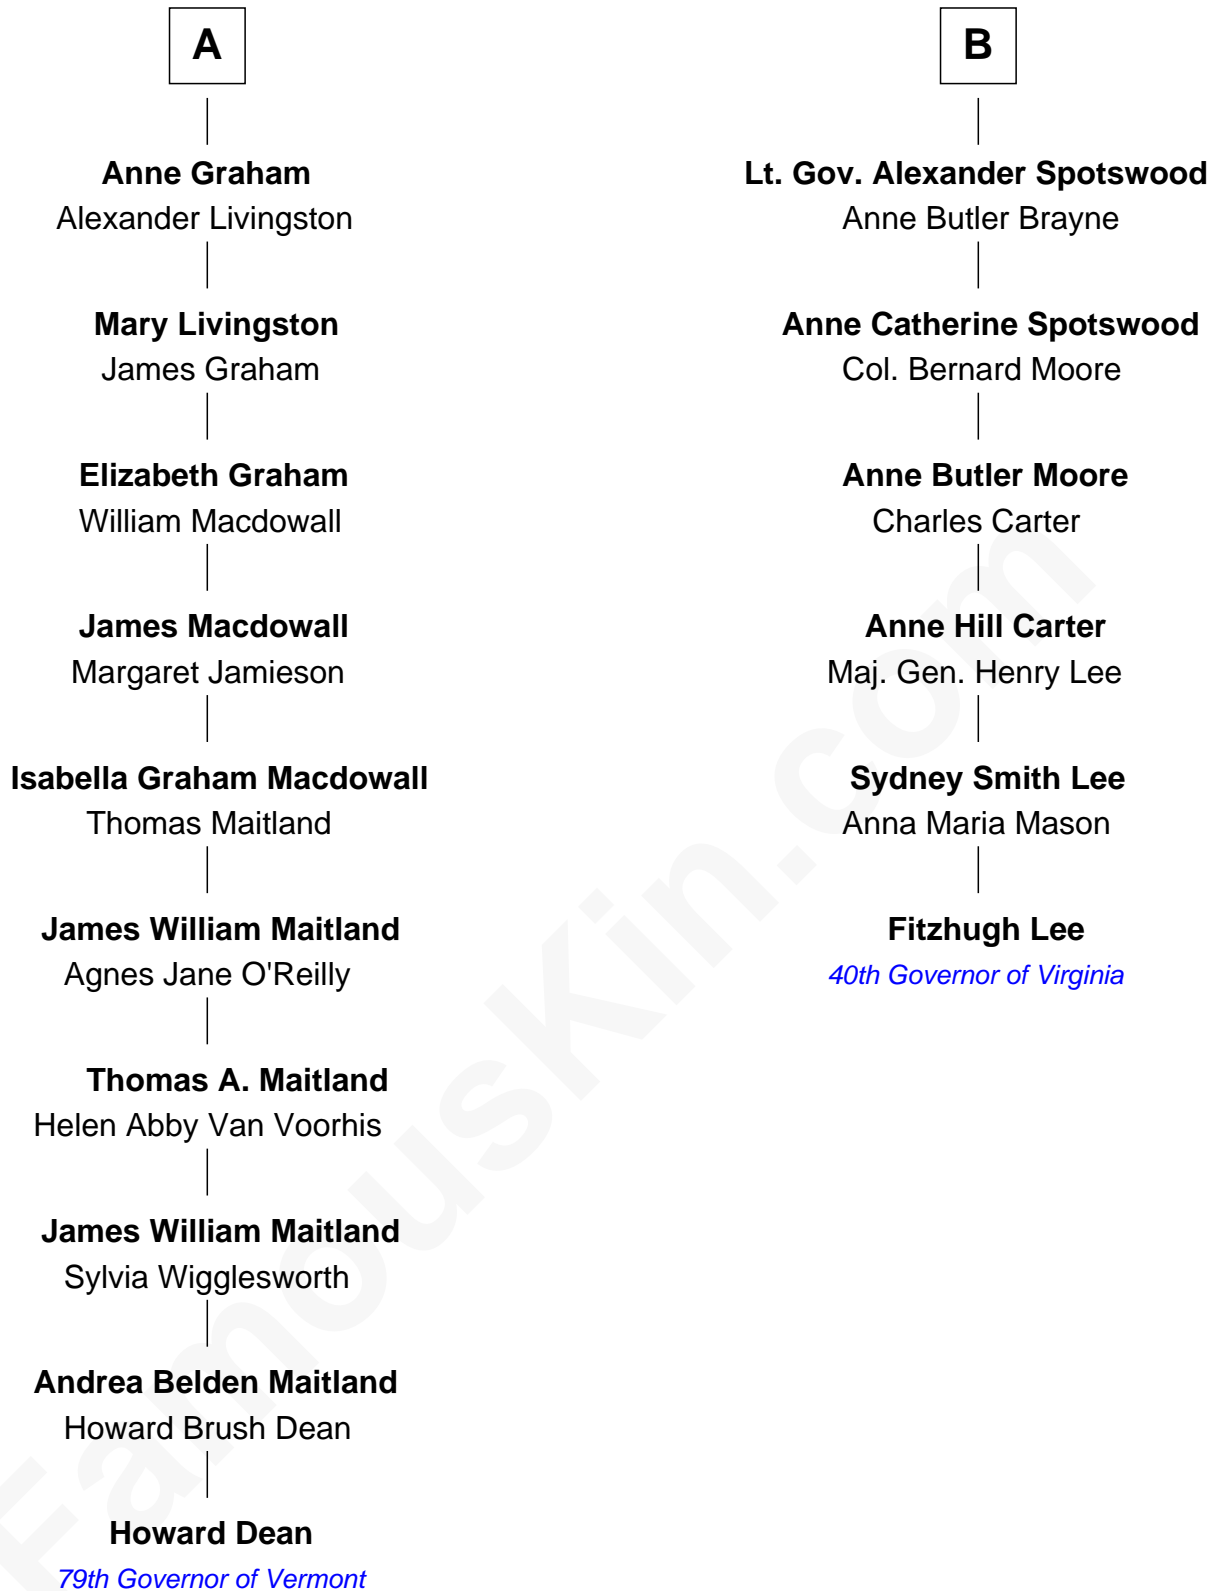 A
Anne Graham
Alexander Livingston
Mary Livingston
James Graham
Elizabeth Graham
William Macdowall
James Macdowall
Margaret Jamieson
Isabella Graham Macdowall
Thomas Maitland
James William Maitland
Agnes Jane O'Reilly
Thomas A. Maitland
Helen Abby Van Voorhis
James William Maitland
Sylvia Wigglesworth
Andrea Belden Maitland
Howard Brush Dean
Howard Dean
79th Governor of Vermont
B
Lt. Gov. Alexander Spotswood
Anne Butler Brayne
Anne Catherine Spotswood
Col. Bernard Moore
Anne Butler Moore
Charles Carter
Anne Hill Carter
Maj. Gen. Henry Lee
Sydney Smith Lee
Anna Maria Mason
Fitzhugh Lee
40th Governor of Virginia
FamousKin.com